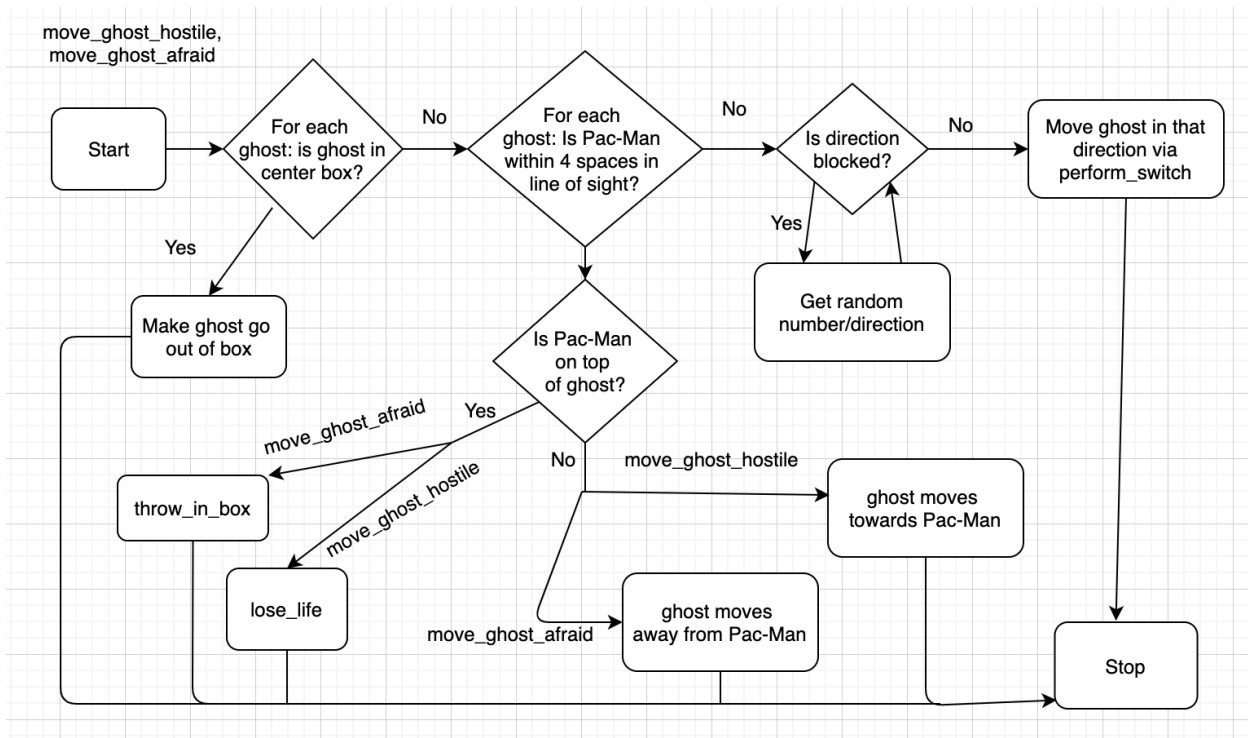 move_ghost_hostile,
move_ghost_afraid
Start
For each
ghost: is ghost in
center box?
No
For each
ghost: Is Pac-Man
within 4 spaces in
line of sight?
No
Is direction
blocked?
No
Move ghost in that
direction via
perform_switch
Yes
Make ghost go
out of box
Yes
Get random
number/direction
Is Pac-Man
on top
of ghost?
Yes
move_ghost_afraid
move_ghost_hostile
throw_in_box
lose_life
No
move_ghost_hostile
ghost moves
towards Pac-Man
move_ghost_afraid
ghost moves
away from Pac-Man
Stop